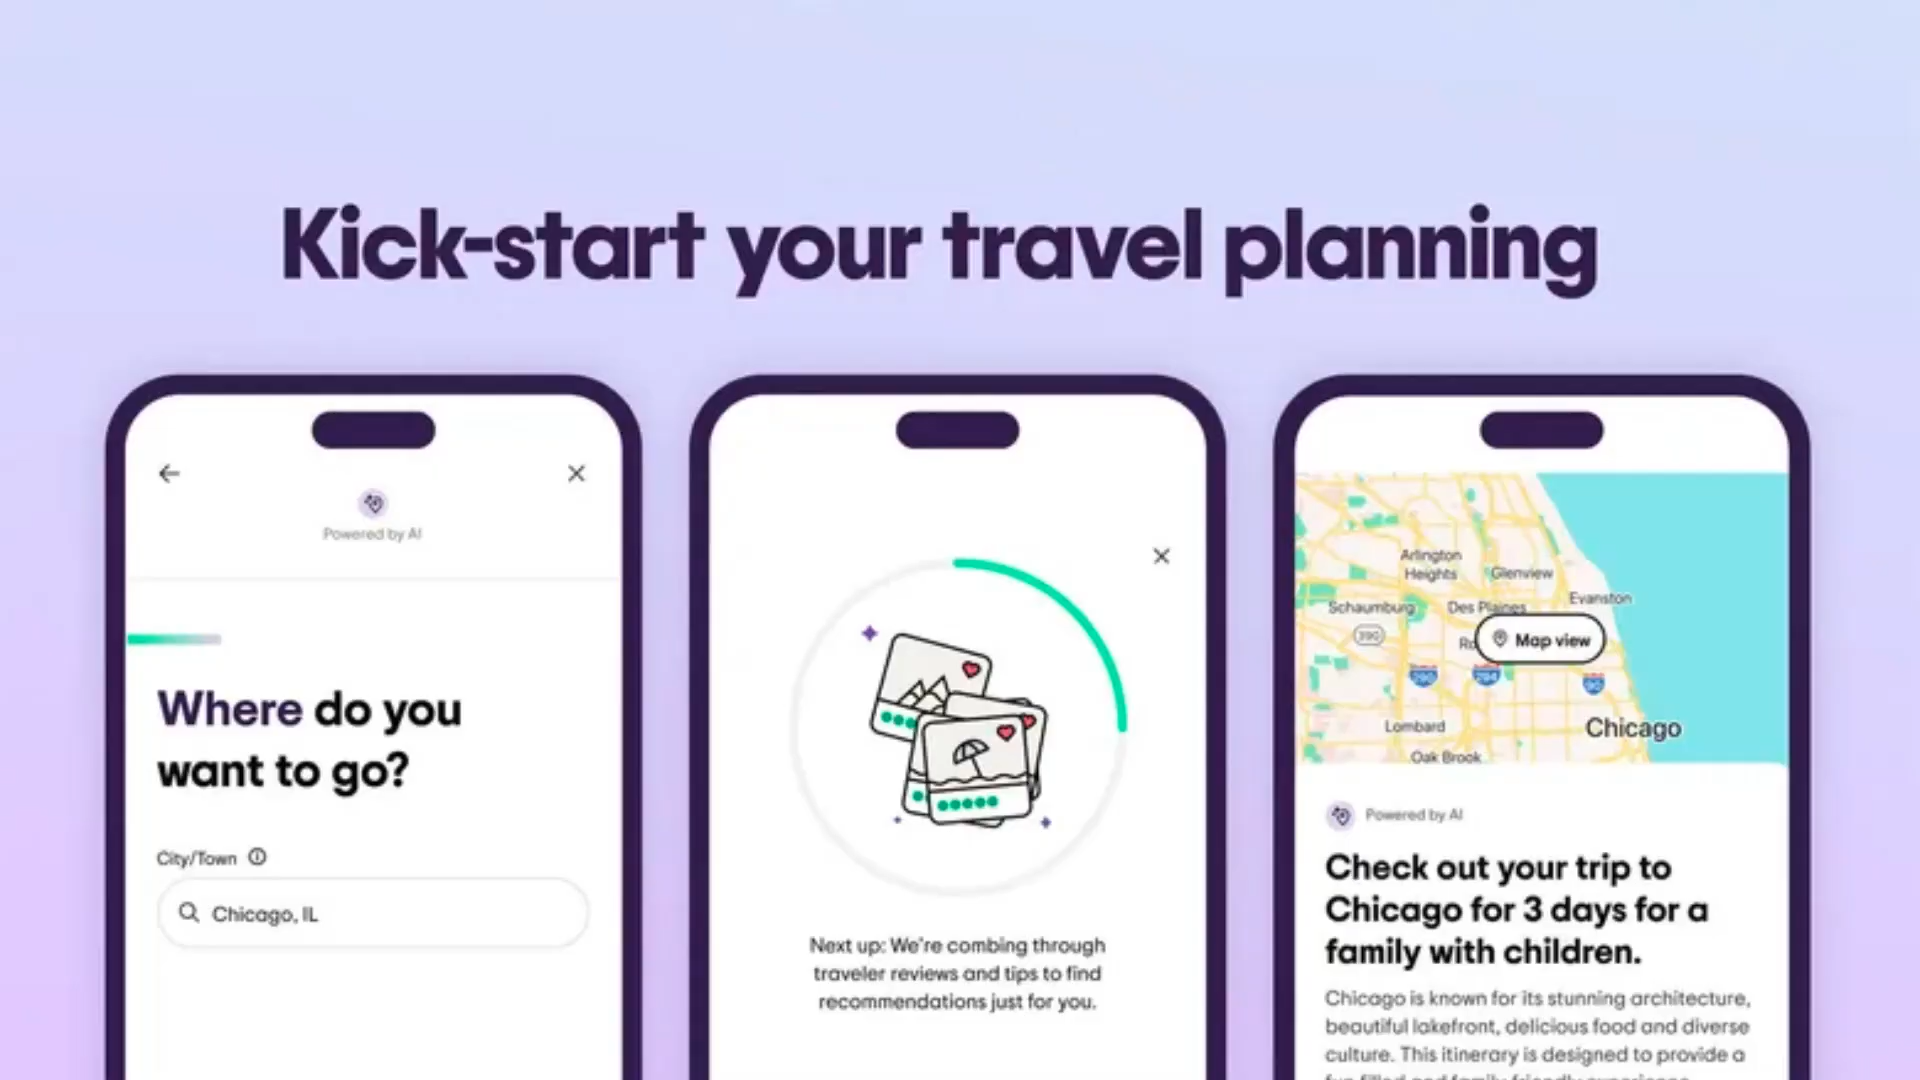 Kick-start your travel planning
Powered by AI
Where do you
want to go?
City/Town
Chicago, IL
Next up: We're combing through
traveler reviews and tips to find
recommendations just for you.
Arlington
Heights
Glenview
Schaumburg
Des Plaines
Evanston
390
Map view
290
294
90
Lombard
Chicago
Oak Brook
Powered by AI
Check out your trip to
Chicago for 3 days for a
family with children.
Chicago is known for its stunning architecture,
beautiful lakefront, delicious food and diverse
culture. This itinerary is designed to provide a